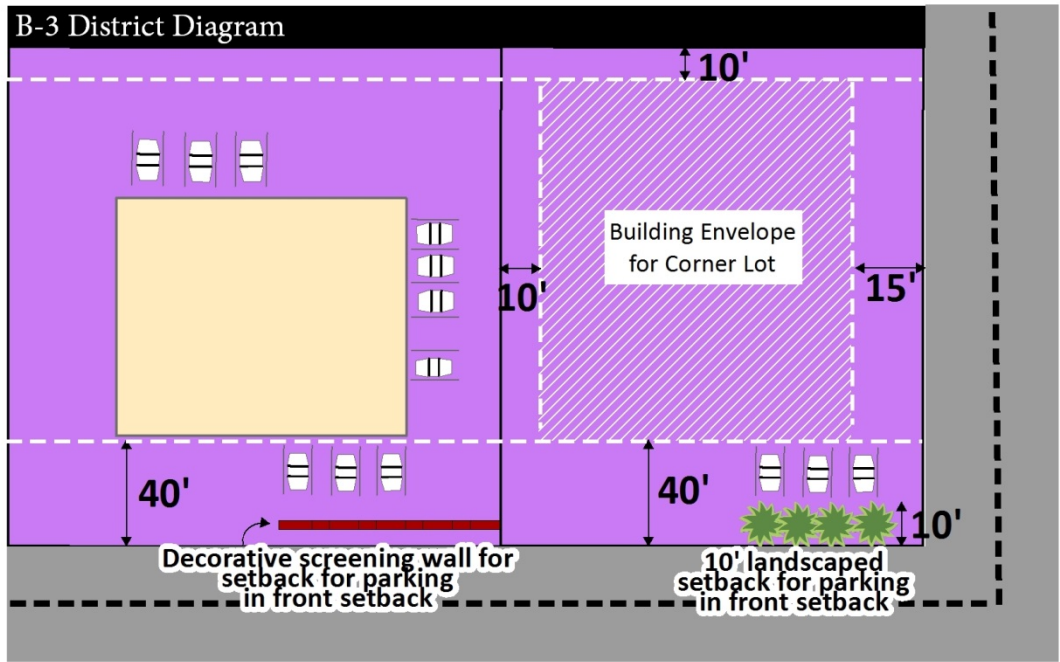 B-3 District Diagram
10'
Building Envelope
for Corner Lot
10'
15'
40'
40'
10'
Decorative screening wall for
setback for parking
in front setback
10' landscaped
setback for parking
in front setback